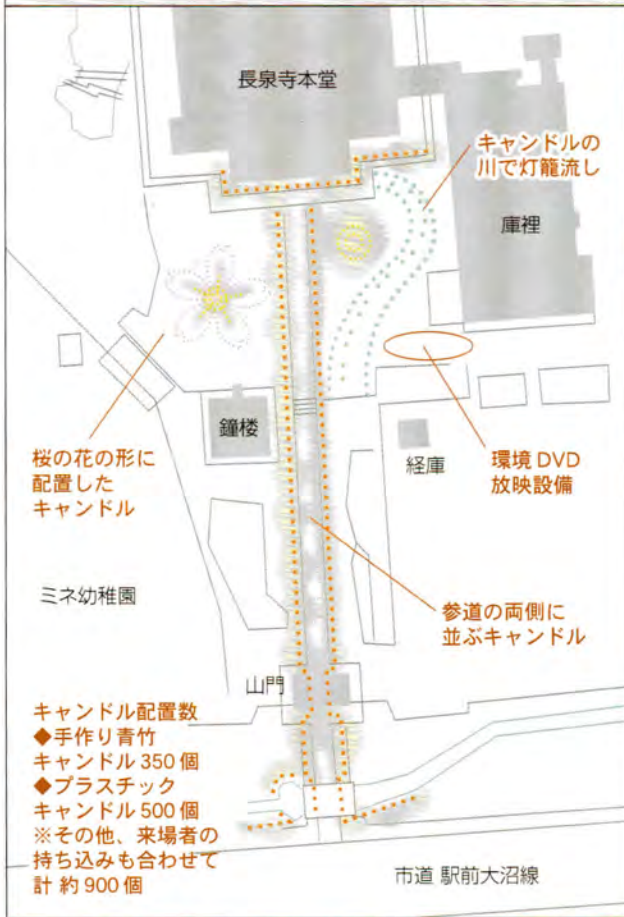 長泉寺本堂
キャンドルの
川で灯籠流し
庫裡
鐘楼
経庫
桜の花の形に
配置した
キャンドル
環境 DVD
放映設備
ミネ幼稚園
参道の両側に
並ぶキャンドル
山門
キャンドル配置数
◆手作り青竹
キャンドル 350 個
◆プラスチック
キャンドル 500 個
※その他、来場者の
持ち込みも合わせて
計 約 900 個
市道 駅前大沼線